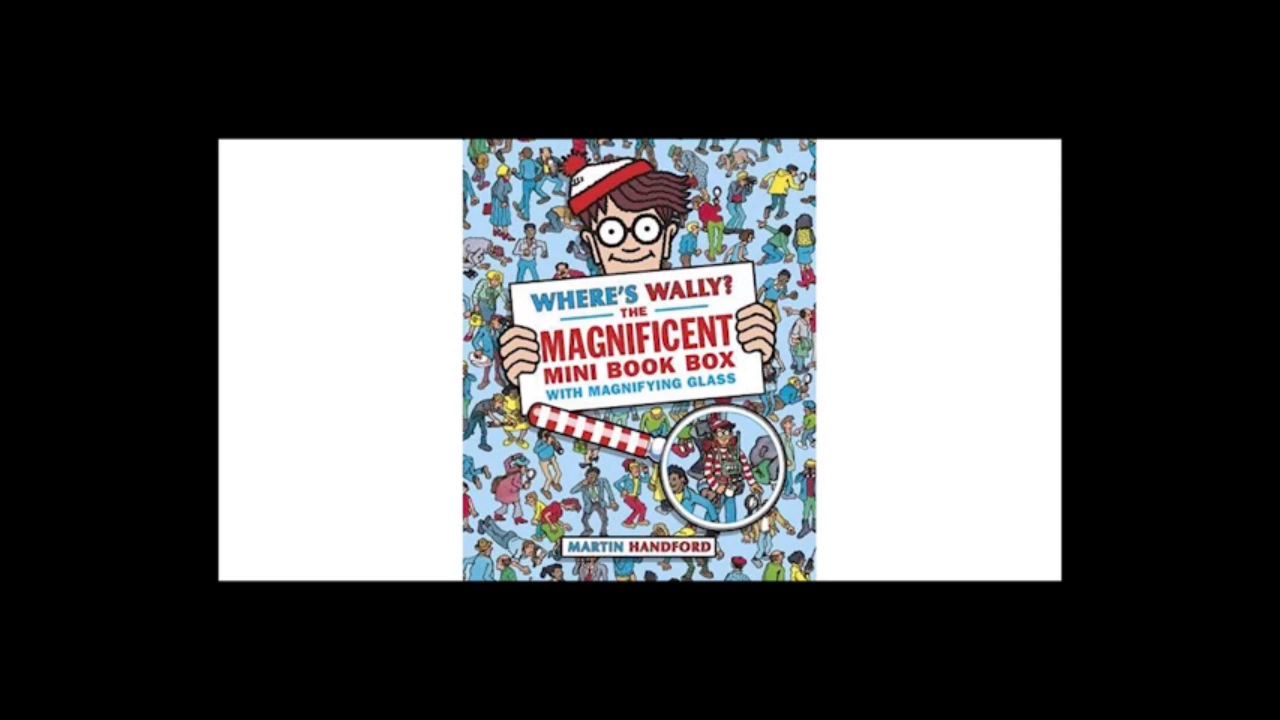 WHERE'S WALLY?
THE
MAGNIFICENT
MINI BOOK BOX
WITH MAGNIFYING GLASS
MARTIN HANDFORD